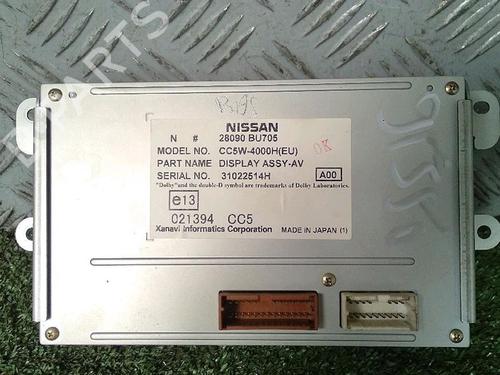 PARTS
NISSAN
N # 28090 BU705
MODEL NO. CC5W-4000H(EU)
PART NAME DISPLAY ASSY-AV
SERIAL NO. 31022514H A00
"Dolby" and the double-D symbol are trademarks of Dolby Laboratories.
e13
021394 CC5
Xanavi Informatics Corporation MADE IN JAPAN (1)
OK